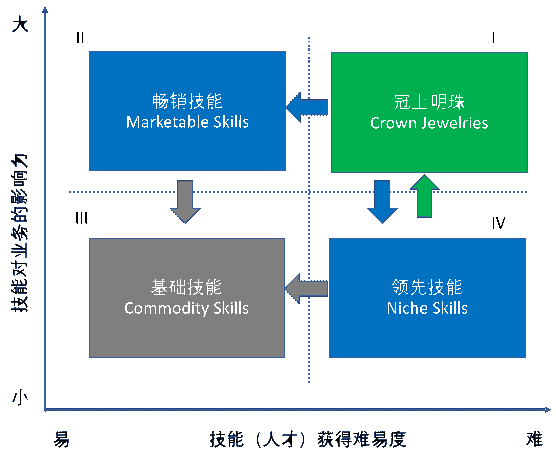 大
II
I
畅销技能
Marketable Skills
冠上明珠
Crown Jewelries
技能对业务的影响力
III
IV
基础技能
Commodity Skills
领先技能
Niche Skills
小
易
技能（人才）获得难易度
难